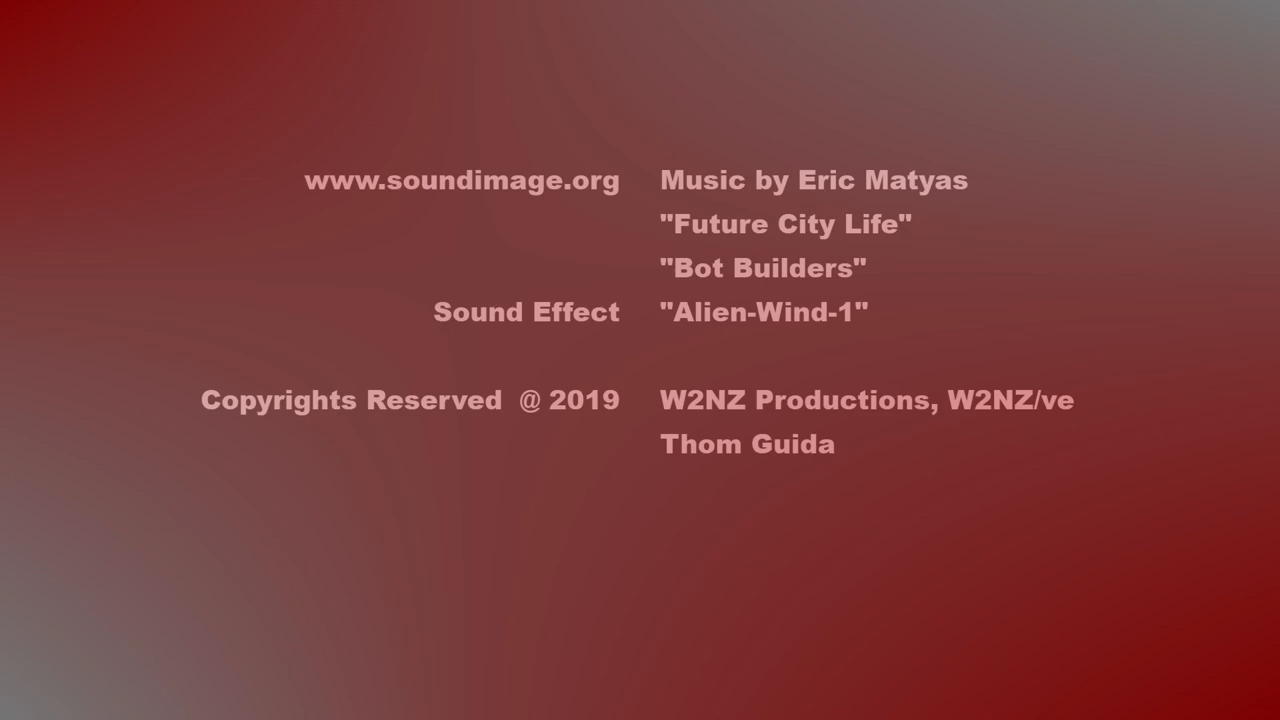 www.soundimage.org Music by Eric Matyas
"Future City Life"
"Bot Builders"
Sound Effect "Alien-Wind-1"
Copyrights Reserved @ 2019 W2NZ Productions, W2NZ/ve
Thom Guida